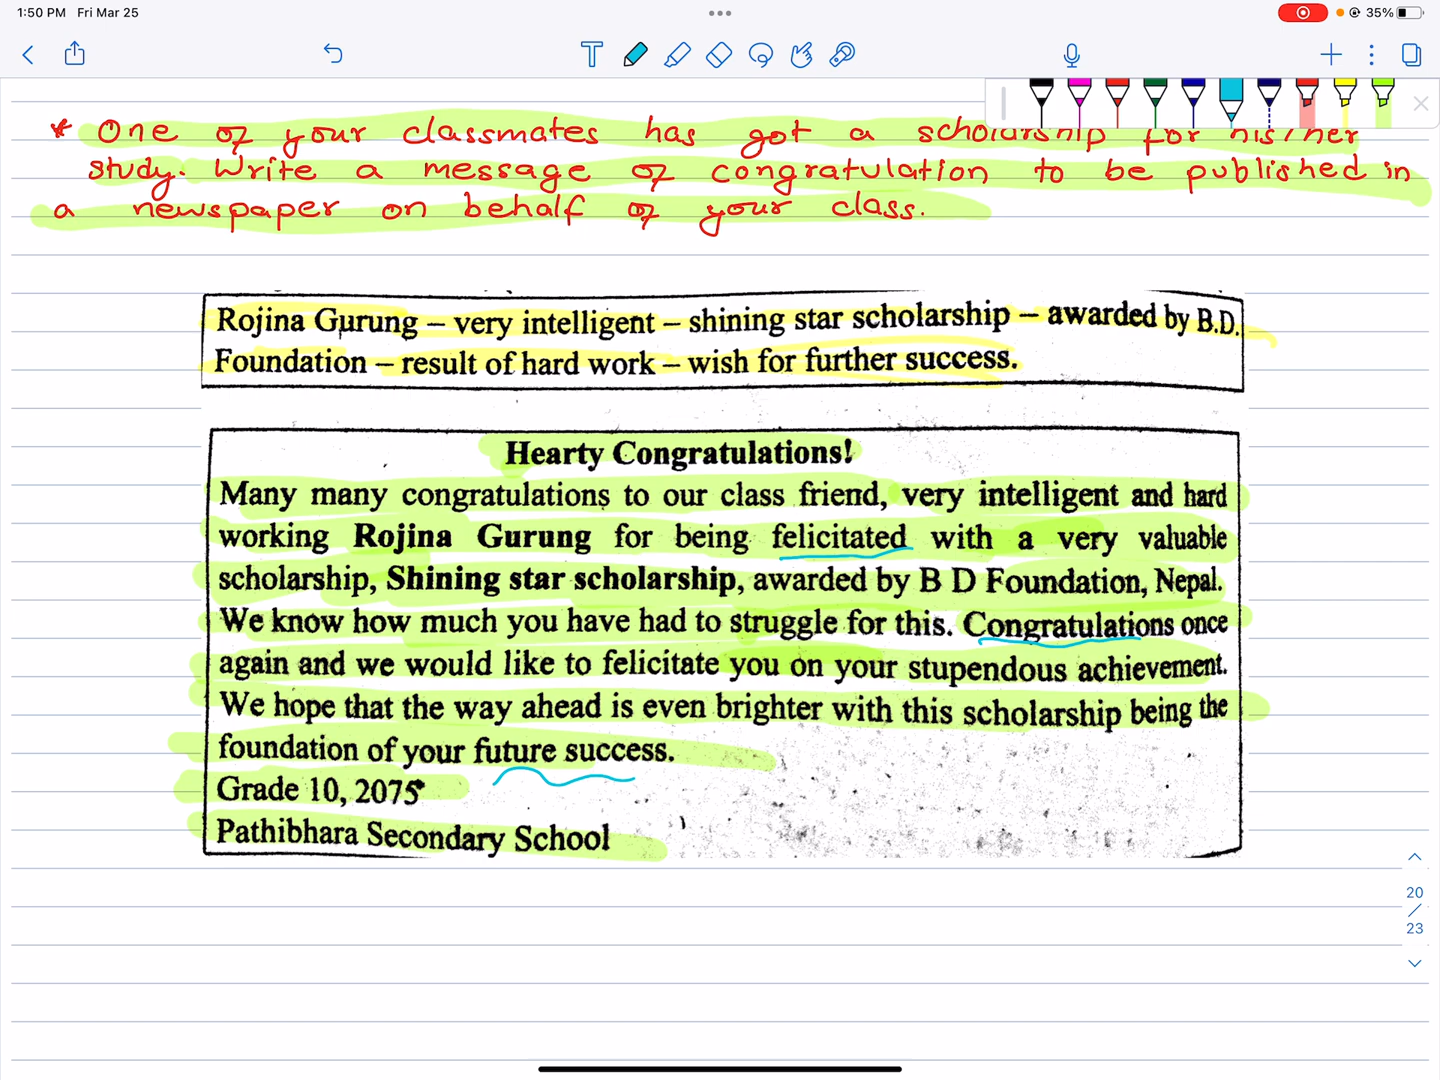 1:50 PM Fri Mar 25
35%
* One of your classmates has got a scholarship for his/her
study. Write a message of congratulation to be published in
a newspaper on behalf of your class.
Rojina Gurung – very intelligent – shining star scholarship – awarded by B.D.
Foundation – result of hard work – wish for further success.
Hearty Congratulations!
Many many congratulations to our class friend, very intelligent and hard
working Rojina Gurung for being felicitated with a very valuable
scholarship, Shining star scholarship, awarded by B D Foundation, Nepal.
We know how much you have had to struggle for this. Congratulations once
again and we would like to felicitate you on your stupendous achievement.
We hope that the way ahead is even brighter with this scholarship being the
foundation of your future success.
Grade 10, 2075
Pathibhara Secondary School
20
/
23